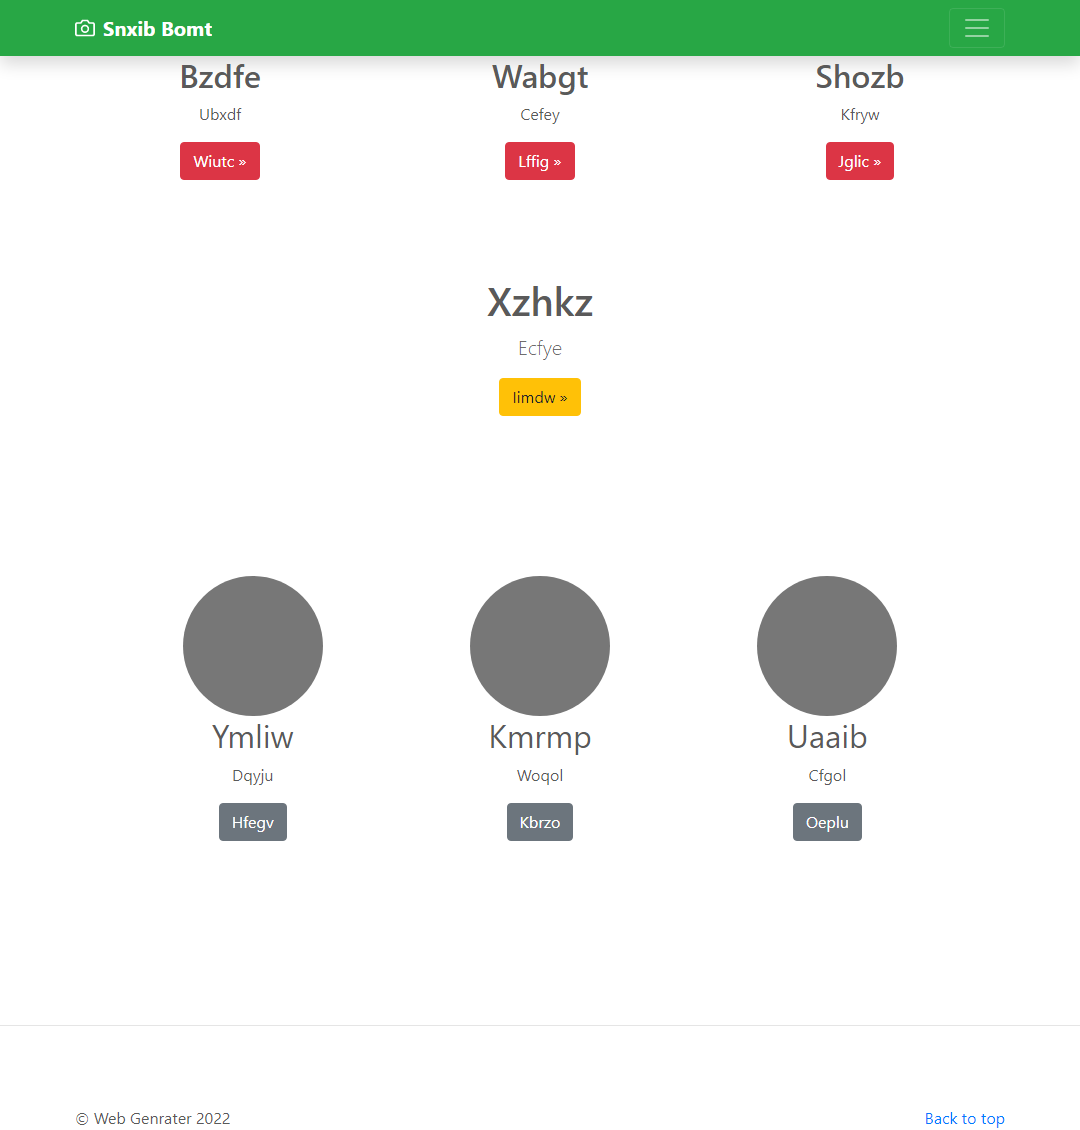 Snxib Bomt
Bzdfe
Ubxdf
Wiutc »
Wabgt
Cefey
Lffig »
Shozb
Kfryw
Jglic »
Xzhkz
Ecfye
Iimdw »
Ymliw
Dqyju
Hfegv
Kmrmp
Woqol
Kbrzo
Uaaib
Cfgol
Oeplu
© Web Genrater 2022
Back to top